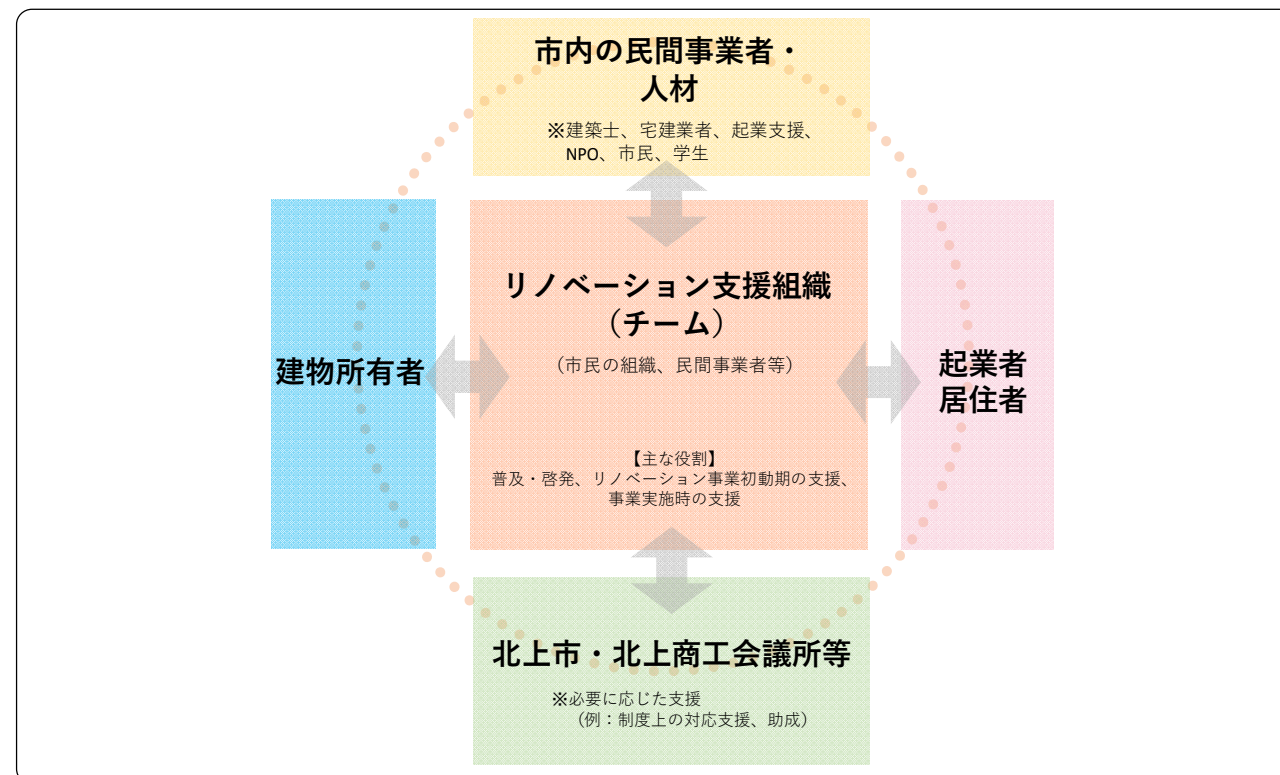 市内の民間事業者・
人材
※建築士、宅建業者、起業支援、
NPO、市民、学生
建物所有者
リノベーション支援組織
（チーム）
（市民の組織、民間事業者等）
【主な役割】
普及・啓発、リノベーション事業初動期の支援、
事業実施時の支援
起業者
居住者
北上市・北上商工会議所等
※必要に応じた支援
（例：制度上の対応支援、助成）